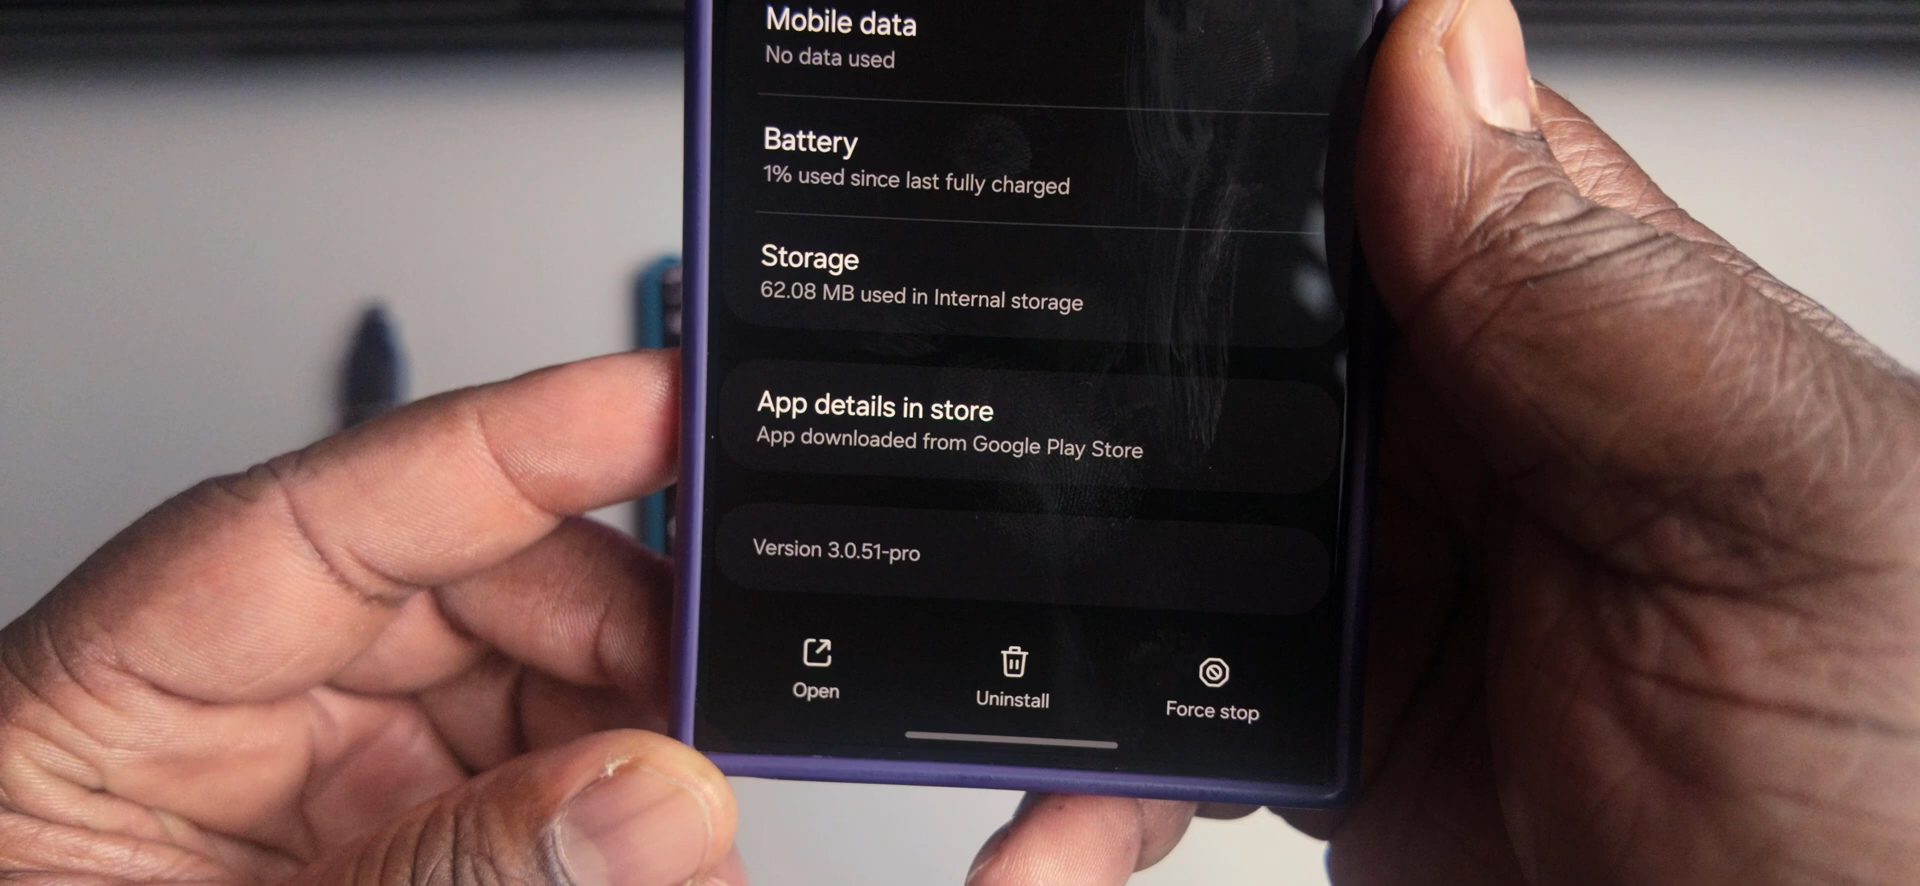 Mobile data
No data used
Battery
1% used since last fully charged
Storage
62.08 MB used in Internal storage
App details in store
App downloaded from Google Play Store
Version 3.0.51-pro
Open
Uninstall
Force stop